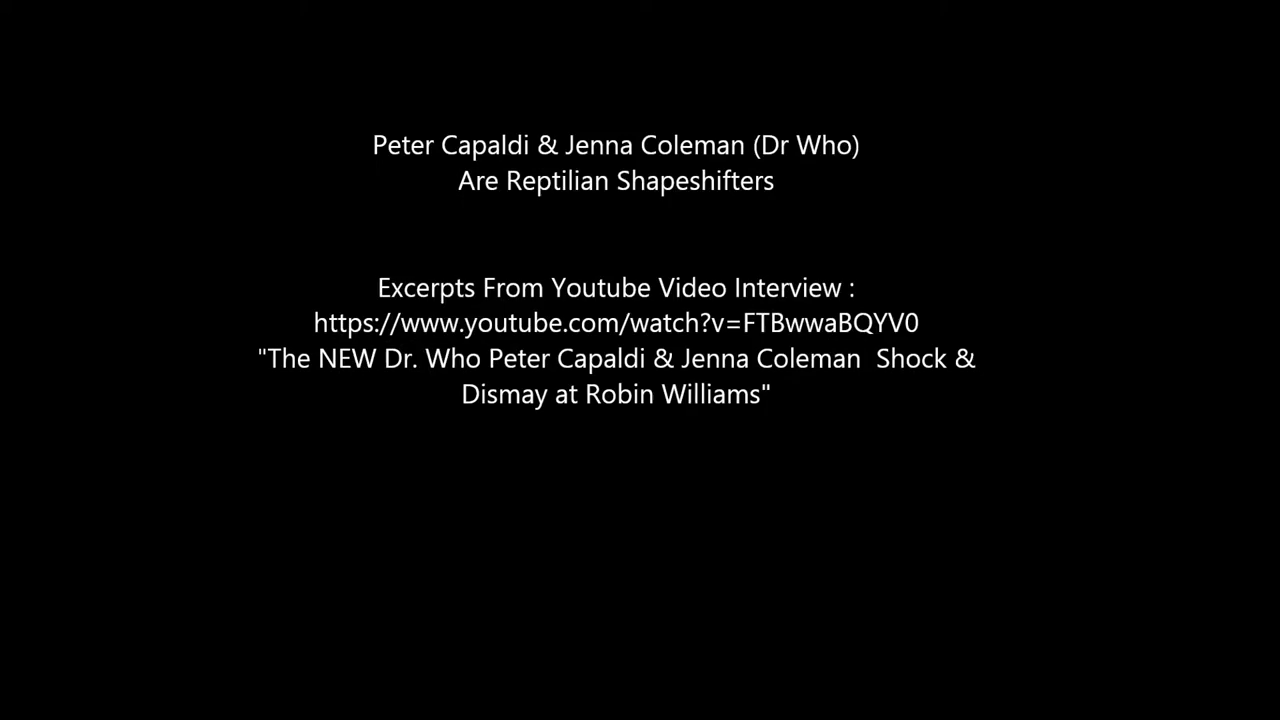 Peter Capaldi & Jenna Coleman (Dr Who)
Are Reptilian Shapeshifters
Excerpts From Youtube Video Interview :
https://www.youtube.com/watch?v=FTBwwaBQYV0
"The NEW Dr. Who Peter Capaldi & Jenna Coleman  Shock &
Dismay at Robin Williams"